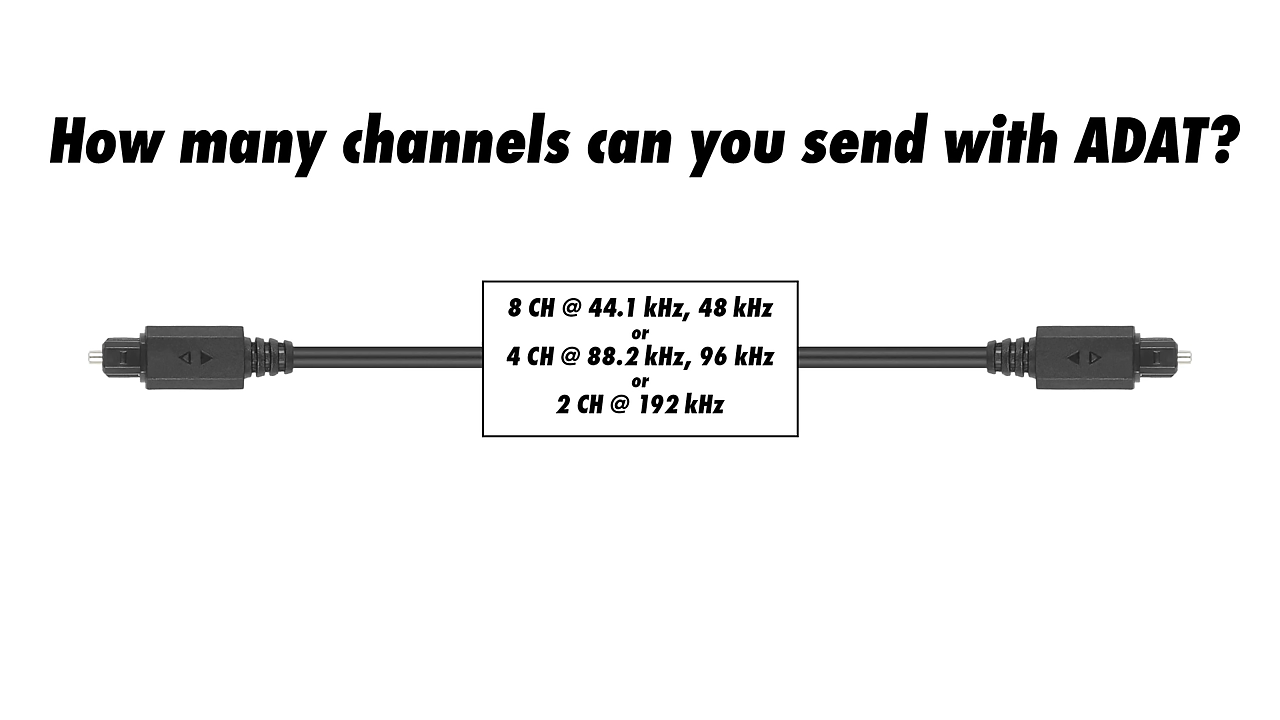 How many channels can you send with ADAT?
8 CH @ 44.1 kHz, 48 kHz
or
4 CH @ 88.2 kHz, 96 kHz
or
2 CH @ 192 kHz